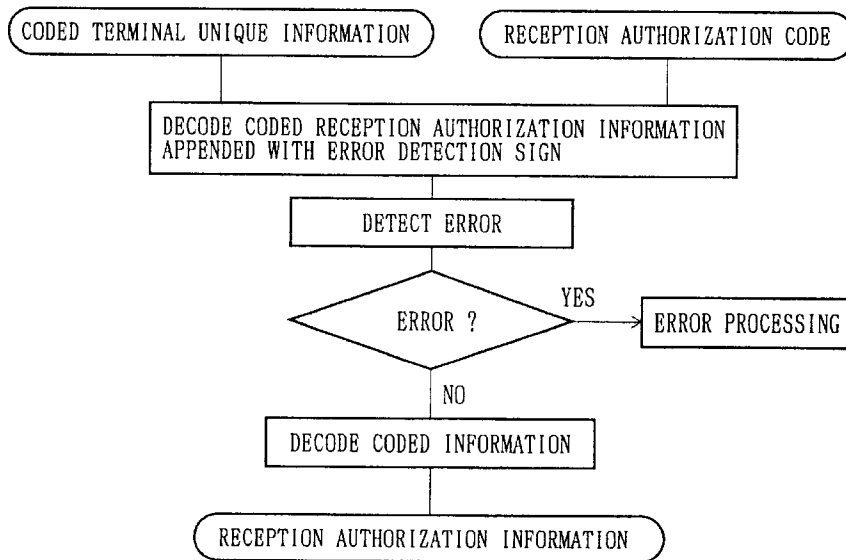 CODED TERMINAL UNIQUE INFORMATION
RECEPTION AUTHORIZATION CODE
DECODE CODED RECEPTION AUTHORIZATION INFORMATION
APPENDED WITH ERROR DETECTION SIGN
DETECT ERROR
ERROR ?
YES
ERROR PROCESSING
NO
DECODE CODED INFORMATION
RECEPTION AUTHORIZATION INFORMATION